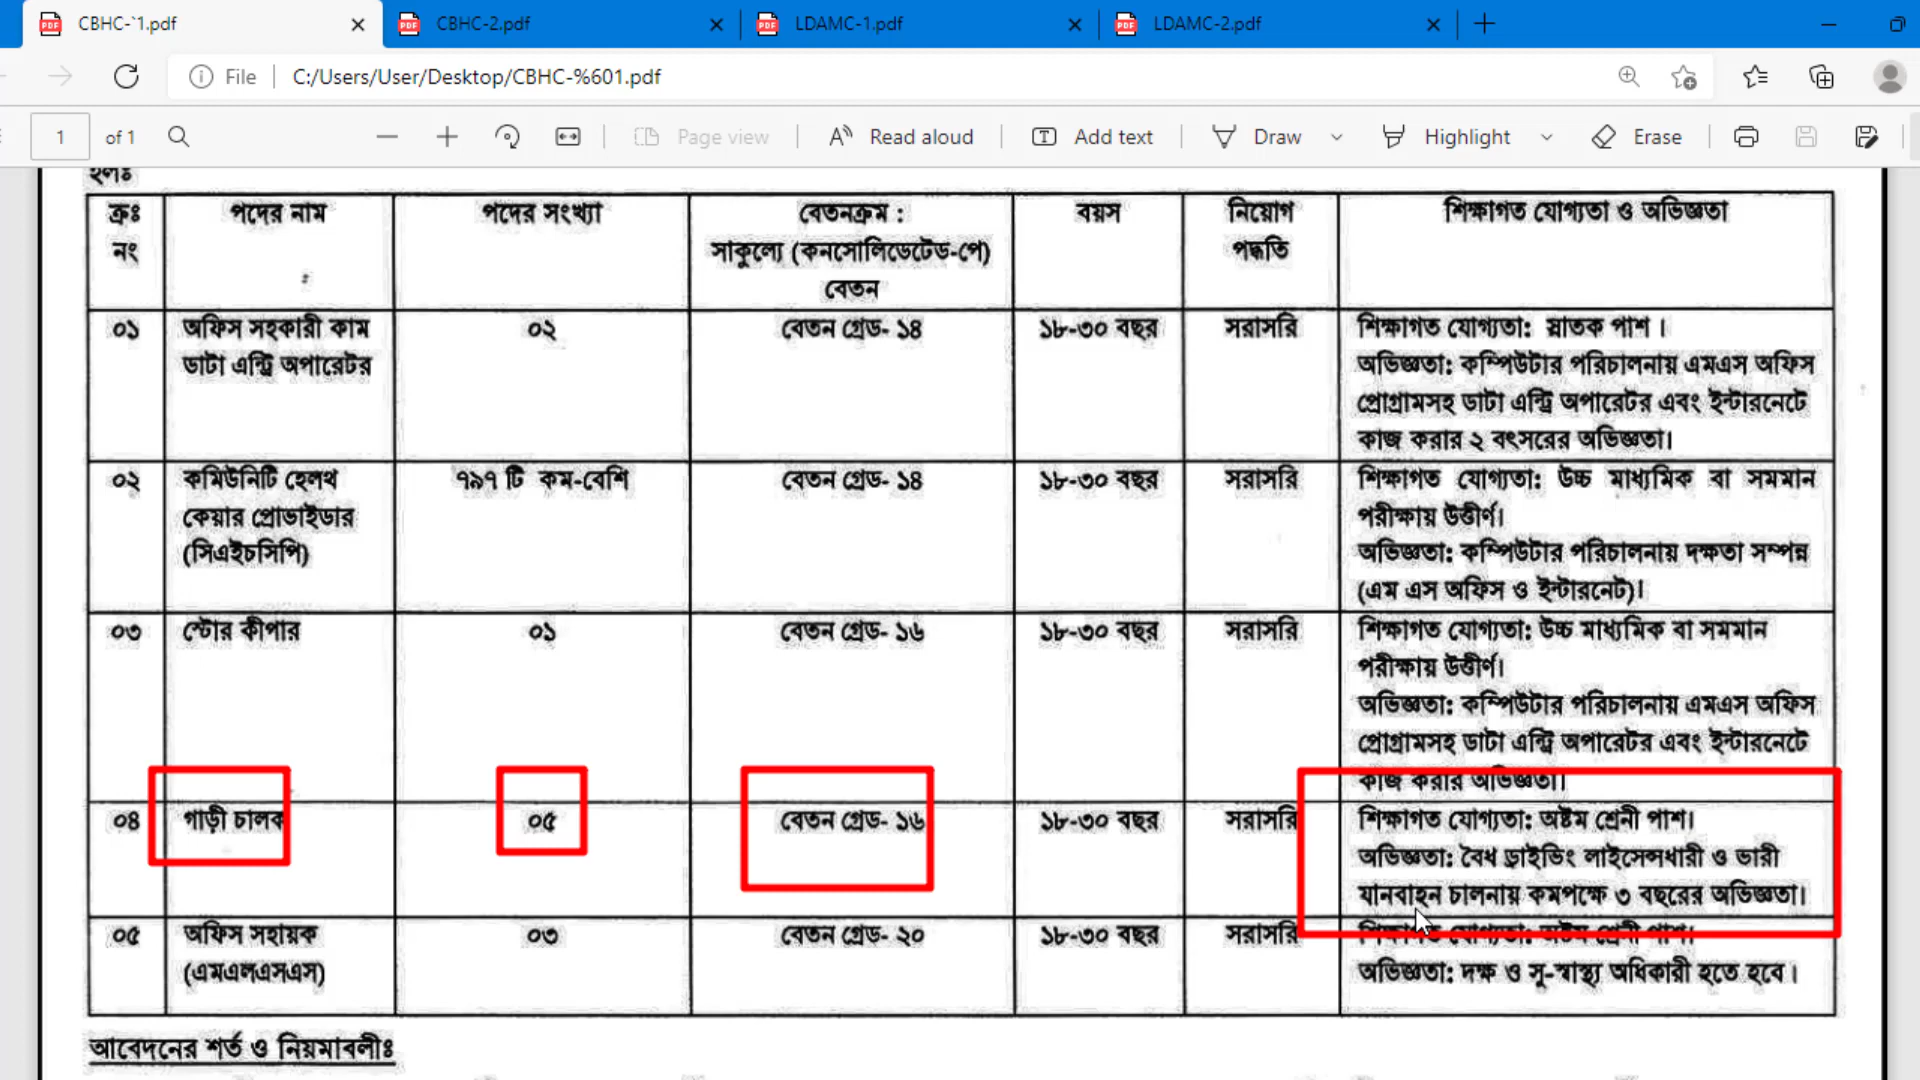 CBHC-`1.pdf
CBHC-2.pdf
LDAMC-1.pdf
LDAMC-2.pdf
File
C:/Users/User/Desktop/CBHC-%601.pdf
1 of 1
Page view
Read aloud
Add text
Draw
Highlight
Erase
হলঃ
ক্রঃ নং
পদের নাম
পদের সংখ্যা
বেতনক্রম :
সাকুল্যে (কনসোলিডেটেড-পে)
বেতন
বয়স
নিয়োগ
পদ্ধতি
শিক্ষাগত যোগ্যতা ও অভিজ্ঞতা
০১
অফিস সহকারী কাম
ডাটা এন্ট্রি অপারেটর
০২
বেতন গ্রেড- ১৪
১৮-৩০ বছর
সরাসরি
শিক্ষাগত যোগ্যতা: স্নাতক পাশ ।
অভিজ্ঞতা: কম্পিউটার পরিচালনায় এমএস অফিস
প্রোগ্রামসহ ডাটা এন্ট্রি অপারেটর এবং ইন্টারনেটে
কাজ করার ২ বৎসরের অভিজ্ঞতা।
০২
কমিউনিটি হেলথ
কেয়ার প্রোভাইডার
(সিএইচসিপি)
৭৯৭ টি কম-বেশি
বেতন গ্রেড- ১৪
১৮-৩০ বছর
সরাসরি
শিক্ষাগত যোগ্যতা: উচ্চ মাধ্যমিক বা সমমান
পরীক্ষায় উত্তীর্ণ।
অভিজ্ঞতা: কম্পিউটার পরিচালনায় দক্ষতা সম্পন্ন
(এম এস অফিস ও ইন্টারনেট)।
০৩
স্টোর কীপার
০১
বেতন গ্রেড- ১৬
১৮-৩০ বছর
সরাসরি
শিক্ষাগত যোগ্যতা: উচ্চ মাধ্যমিক বা সমমান
পরীক্ষায় উত্তীর্ণ।
অভিজ্ঞতা: কম্পিউটার পরিচালনায় এমএস অফিস
প্রোগ্রামসহ ডাটা এন্ট্রি অপারেটর এবং ইন্টারনেটে
কাজ করার অভিজ্ঞতা।
০৪
গাড়ী চালক
০৫
বেতন গ্রেড- ১৬
১৮-৩০ বছর
সরাসরি
শিক্ষাগত যোগ্যতা: অষ্টম শ্রেনী পাশ।
অভিজ্ঞতা: বৈধ ড্রাইভিং লাইসেন্সধারী ও ভারী
যানবাহন চালনায় কমপক্ষে ৩ বছরের অভিজ্ঞতা।
০৫
অফিস সহায়ক
(এমএলএসএস)
০৩
বেতন গ্রেড- ২০
১৮-৩০ বছর
সরাসরি
শিক্ষাগত যোগ্যতা: অষ্টম শ্রেনী পাশ।
অভিজ্ঞতা: দক্ষ ও সু-স্বাস্থ্য অধিকারী হতে হবে।
আবেদনের শর্ত ও নিয়মাবলীঃ